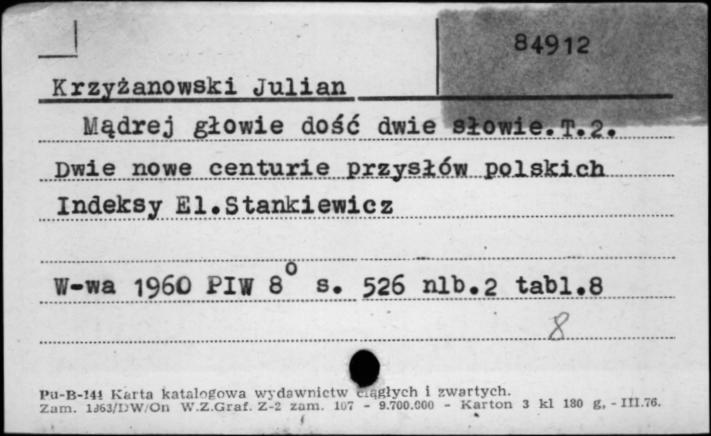 84912
Krzyżanowski Julian
Mądrej głowie dość dwie słowie.T.2.
Dwie nowe centurie przysłów polskich
Indeksy El.Stankiewicz
W-wa 1960 PIW 8° s. 526 nlb.2 tabl.8
8
Pu-B-141 Karta katalogowa wydawnictw ciągłych i zwartych.
Zam. 1363/DW/On W.Z.Graf. Z-2 zam. 107 - 9.700.000 - Karton 3 kl 180 g, - III.76.